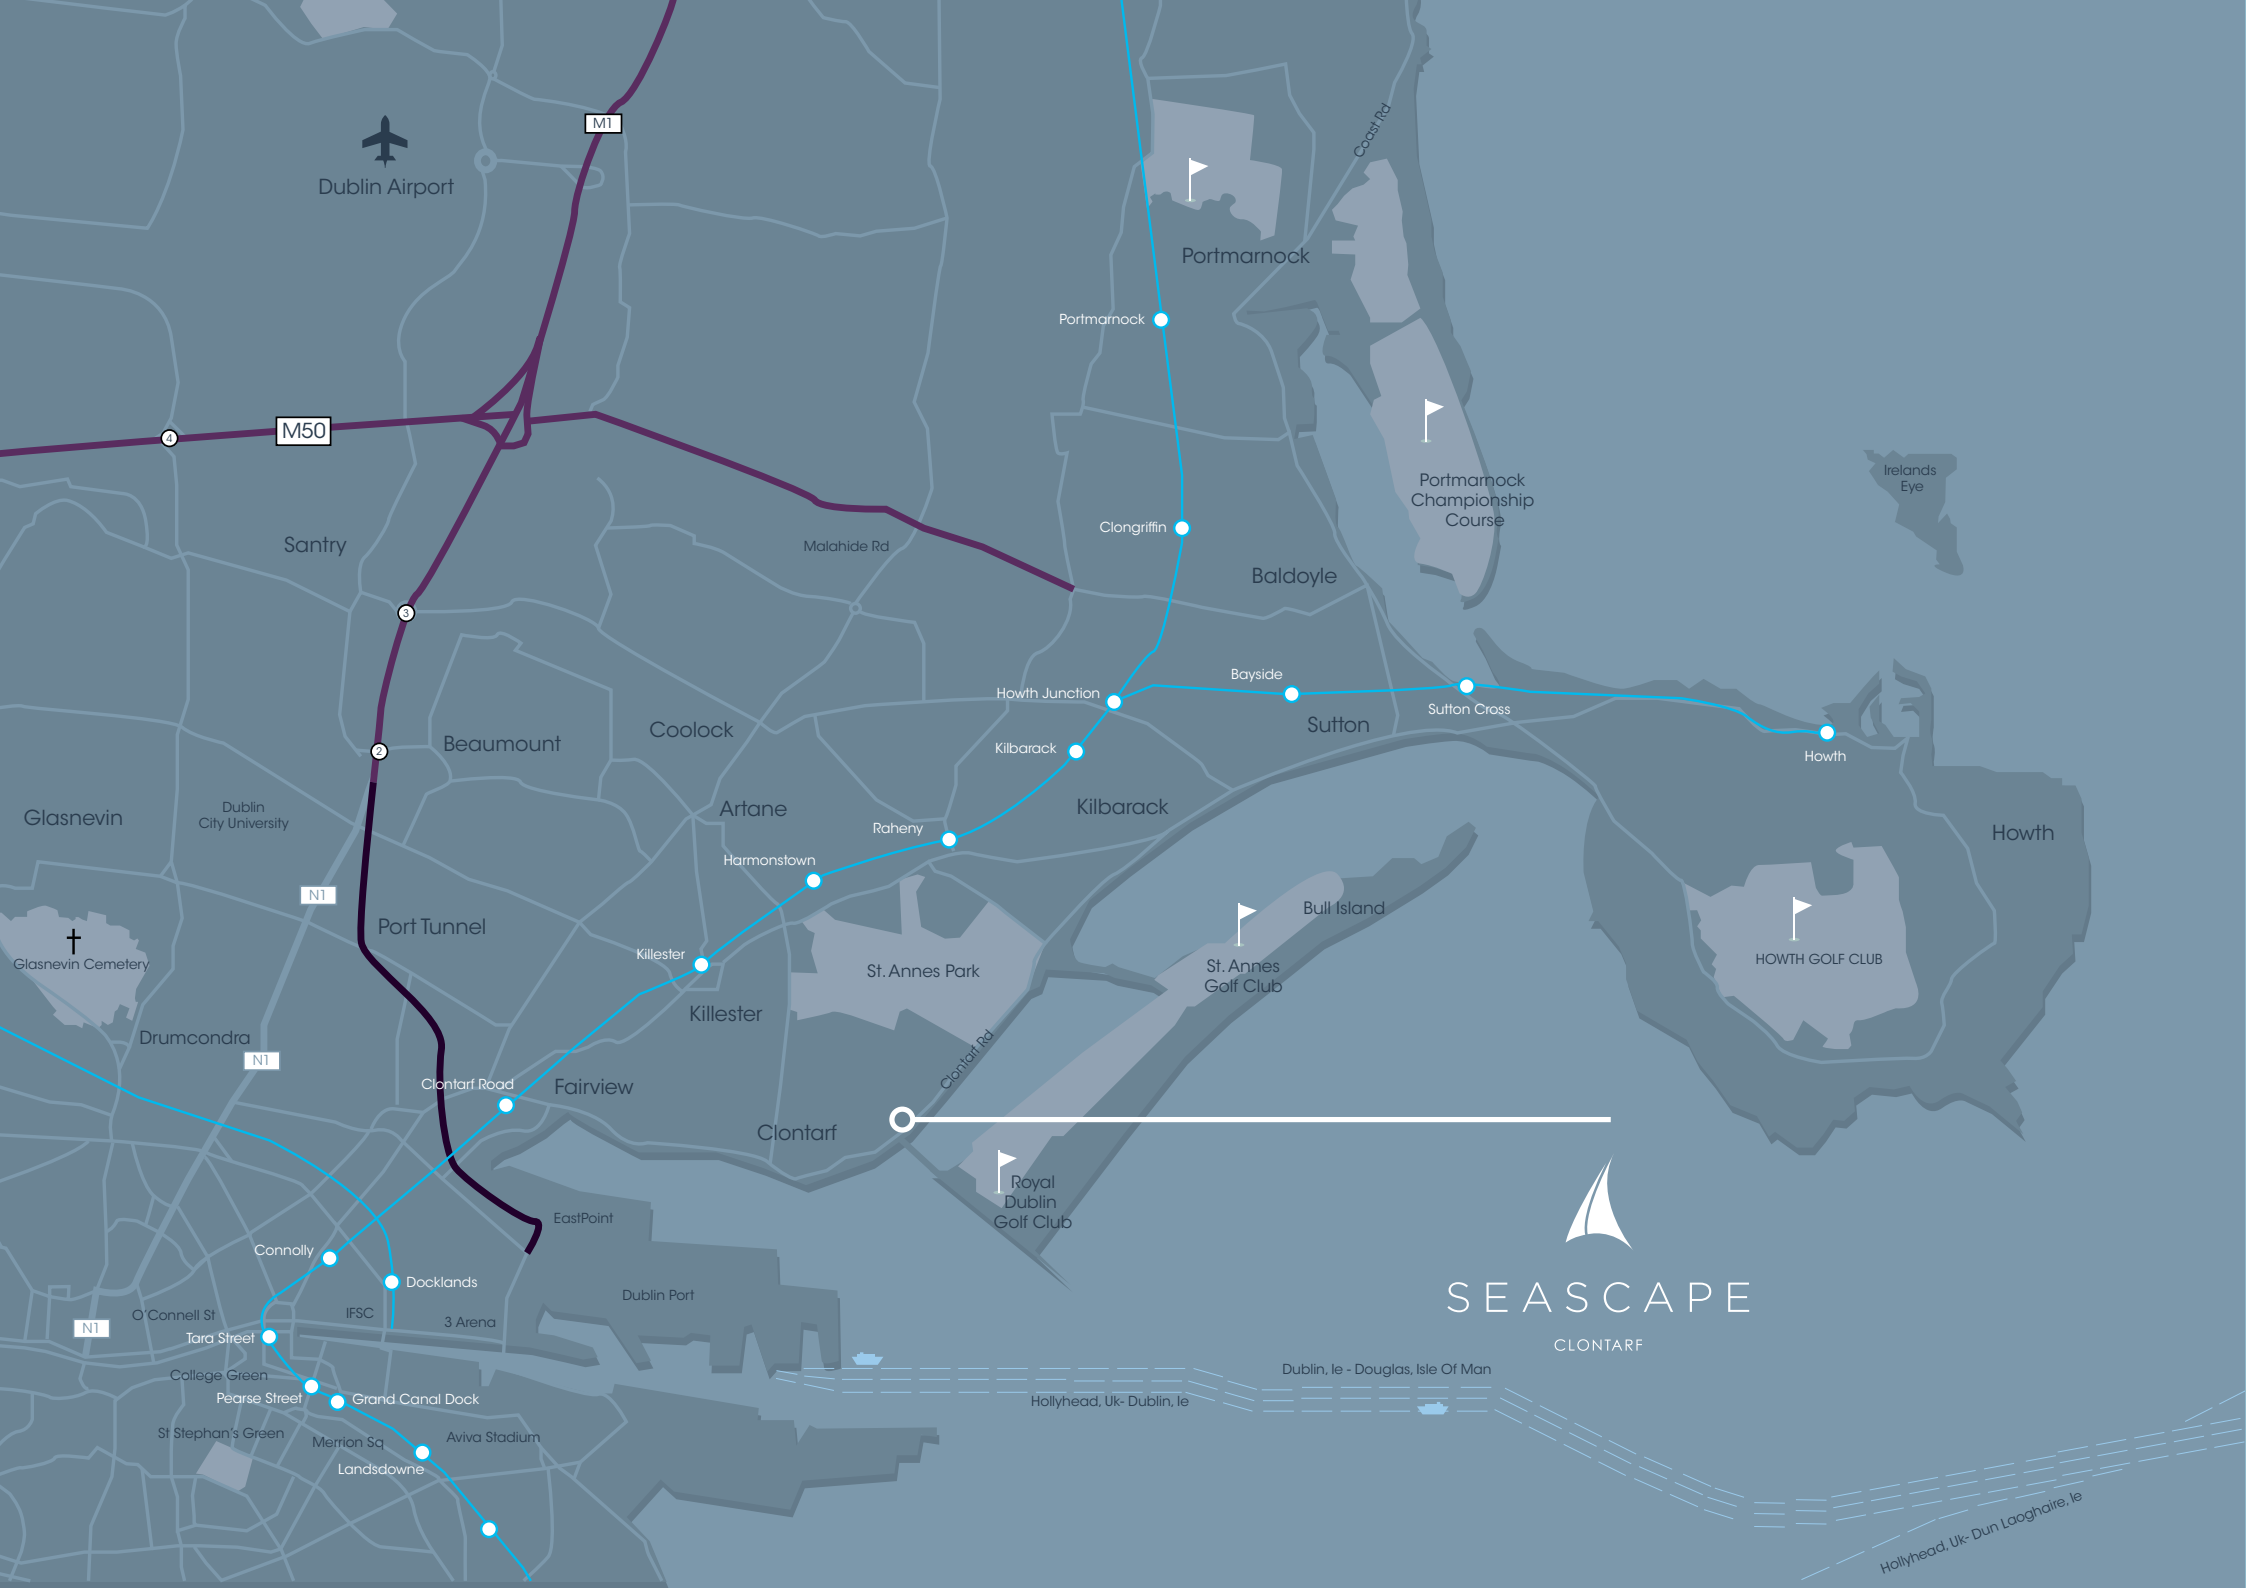 M1
Coast Rd
Dublin Airport
Portmarnock
Portmarnock
M50
4
Irelands
Eye
Portmarnock
Championship
Course
Clongriffin
Santry
Malahide Rd
Baldoyle
3
Bayside
Howth Junction
Sutton Cross
Sutton
Coolock
Beaumount
2
Kilbarack
Howth
Dublin
City University
Glasnevin
Artane
Kilbarack
Raheny
Howth
Harmonstown
N1
Port Tunnel
Bull Island
Killester
Glasnevin Cemetery
St. Annes Park
St. Annes
Golf Club
HOWTH GOLF CLUB
Killester
Drumcondra
N1
Clontarf Rd
Clontarf Road
Fairview
Clontarf
Royal
Dublin
Golf Club
EastPoint
Connolly
Docklands
Dublin Port
SEASCAPE
CLONTARF
O'Connell St
IFSC
3 Arena
N1
Tara Street
College Green
Pearse Street
Grand Canal Dock
Dublin, Ie - Douglas, Isle Of Man
Hollyhead, Uk- Dublin, Ie
St Stephan's Green
Merrion Sq
Aviva Stadium
Landsdowne
Hollyhead, Uk- Dun Laoghaire, Ie